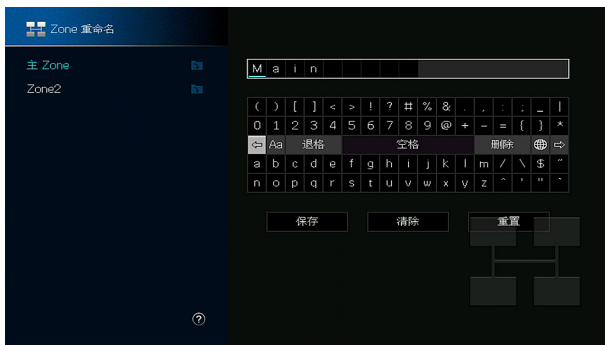 Zone 重命名
主 Zone
Zone2
Main
( ) [ ] < > ! ? # % & . , : ; _ |
0 1 2 3 4 5 6 7 8 9 @ + - = { } *
⇦ Aa 退格 空格 删除 ⇨
a b c d e f g h i j k l m / \ $ ~
n o p q r s t u v w x y z ^ ' " `
保存 清除 重置
?